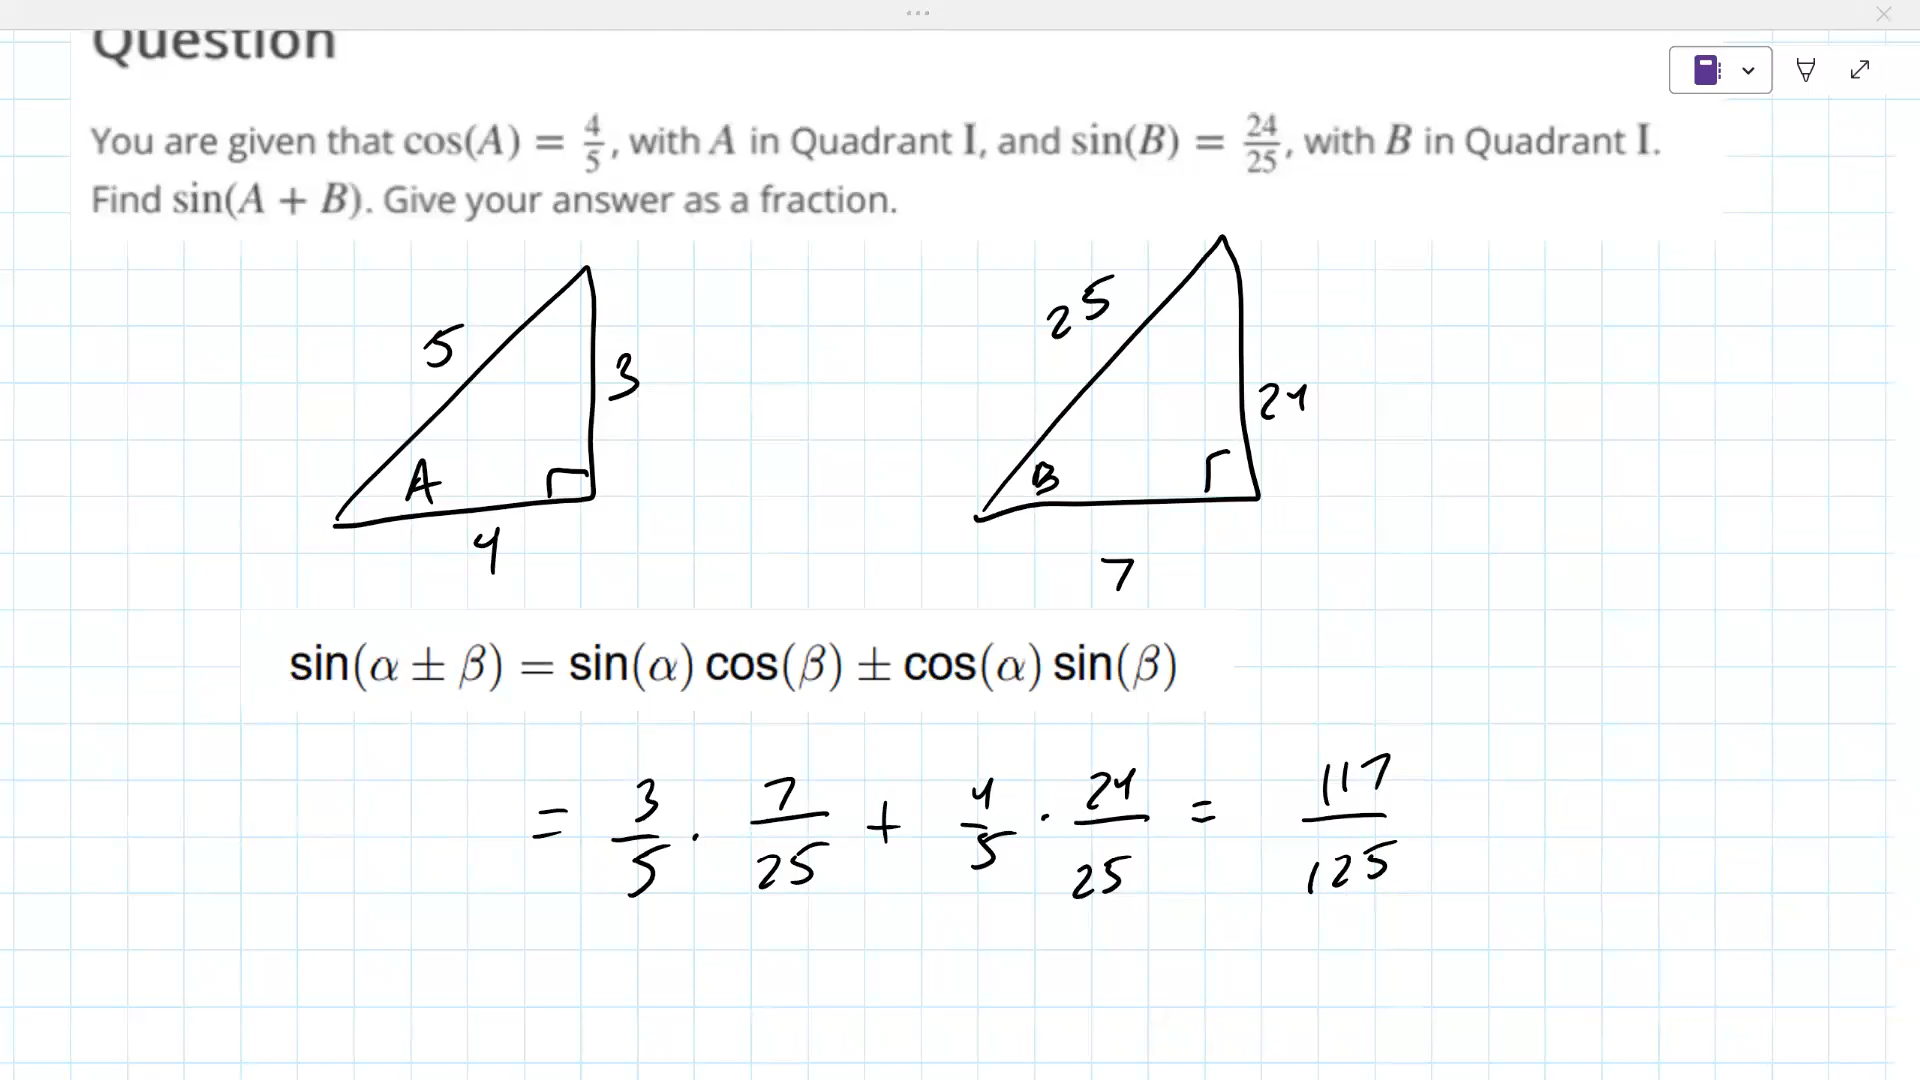 Question
You are given that cos(A) = 4/5, with A in Quadrant I, and sin(B) = 24/25, with B in Quadrant I.
Find sin(A + B). Give your answer as a fraction.
5
3
A
4
25
24
B
7
sin(α ± β) = sin(α) cos(β) ± cos(α) sin(β)
= 3/5 · 7/25 + 4/5 · 24/25 = 117/125